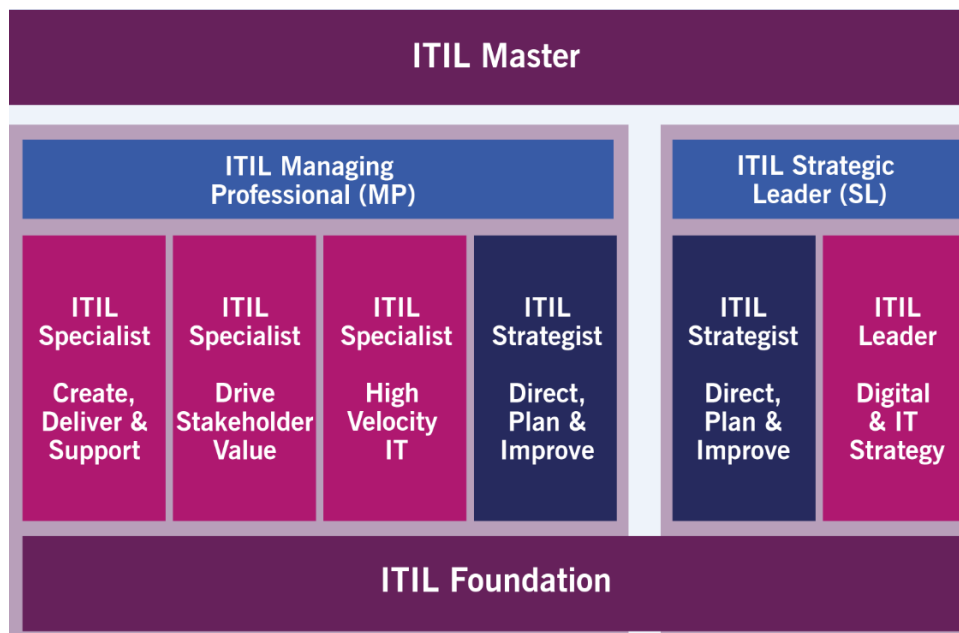 ITIL Master
ITIL Managing
Professional (MP)
ITIL Specialist
Create,
Deliver &
Support
ITIL
Specialist
Drive
Stakeholder
Value
ITIL
Specialist
High
Velocity
IT
ITIL
Strategist
Direct,
Plan &
Improve
ITIL Strategic
Leader (SL)
ITIL
Strategist
Direct,
Plan &
Improve
ITIL
Leader
Digital
& IT
Strategy
ITIL Foundation